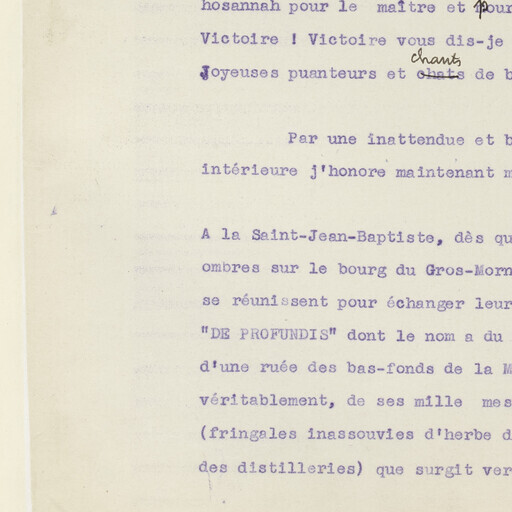 hosannah pour le maître et pour
Victoire ! Victoire vous dis-je
chants
Joyeuses puanteurs et chats de b
Par une inattendue et b
intérieure j'honore maintenant m
A la Saint-Jean-Baptiste, dès qu
ombres sur le bourg du Gros-Morn
se réunissent pour échanger leur
"DE PROFUNDIS" dont le nom a du
d'une ruée des bas-fonds de la M
véritablement, de ses mille mes
(fringales inassouvies d'herbe d
des distilleries) que surgit ver